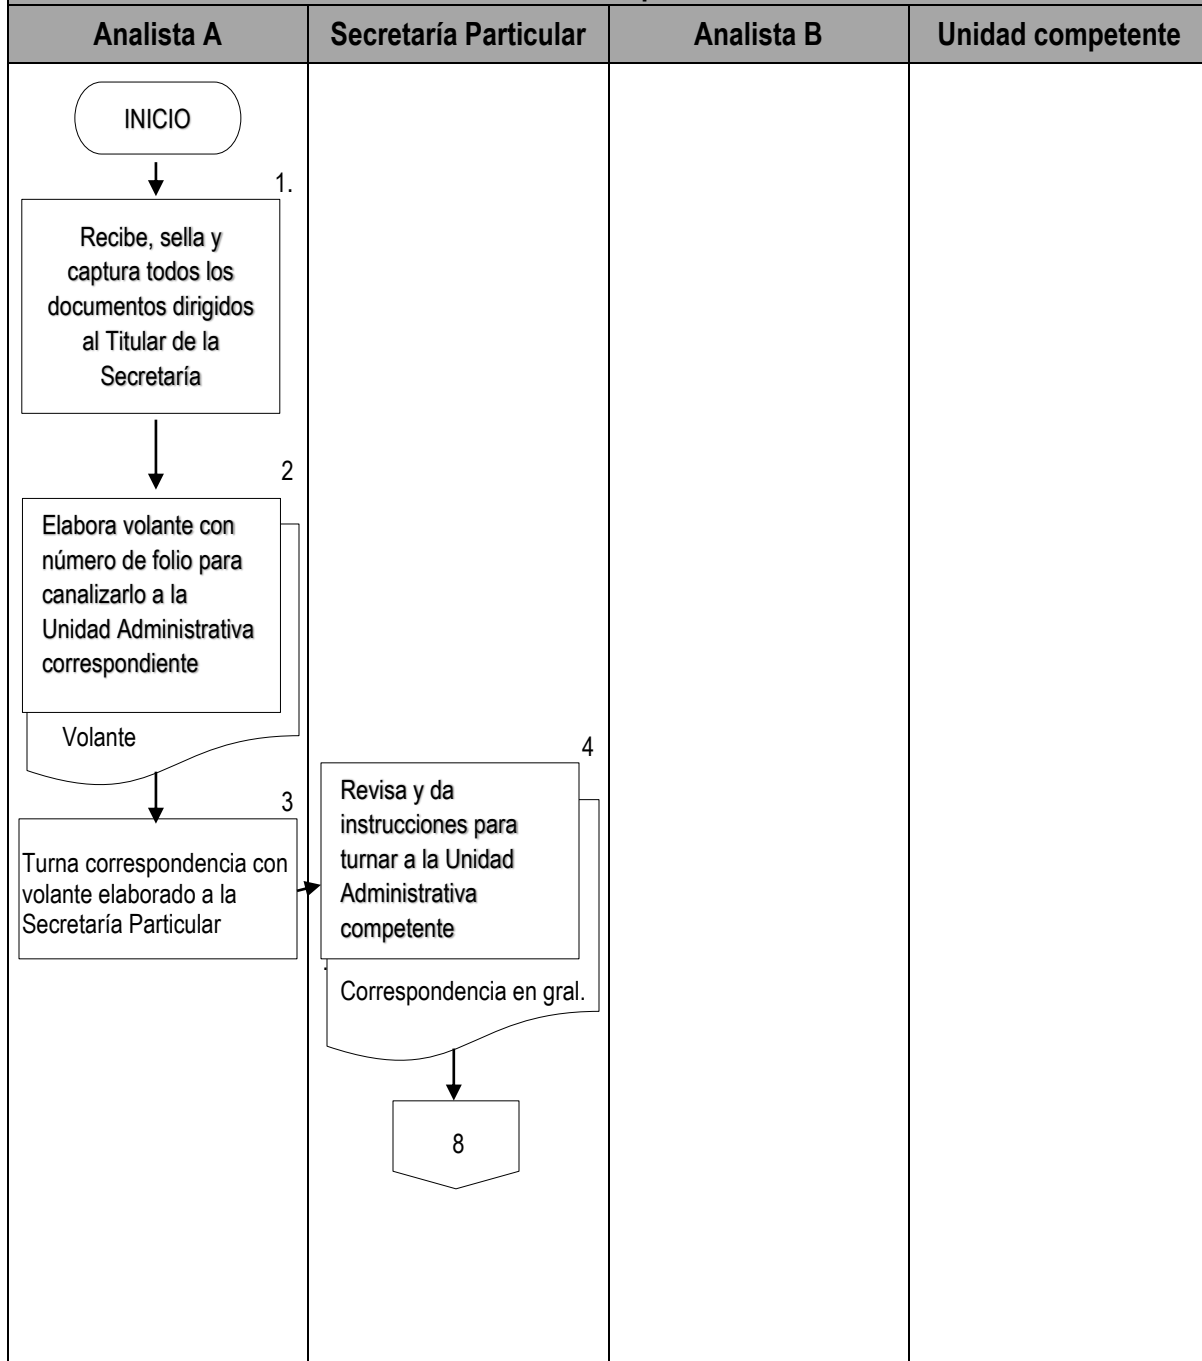 Analista A
Secretaría Particular
Analista B
Unidad competente
INICIO
1.
Recibe, sella y
captura todos los
documentos dirigidos
al Titular de la
Secretaría
2
Elabora volante con
número de folio para
canalizarlo a la
Unidad Administrativa
correspondiente
Volante
3
Turna correspondencia con
volante elaborado a la
Secretaría Particular
4
Revisa y da
instrucciones para
turnar a la Unidad
Administrativa
competente
.
Correspondencia en gral.
8